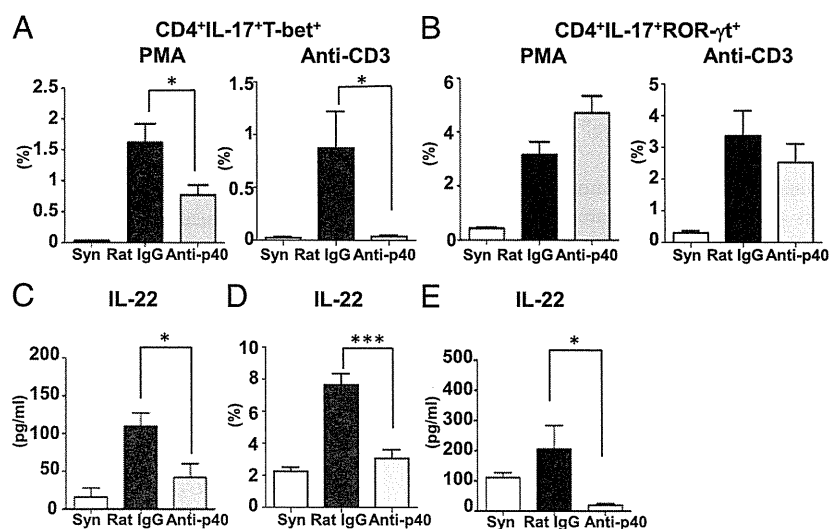 A
CD4+IL-17+T-bet+
PMA
Anti-CD3
(%)
2.5
2
1.5
1
0.5
0
*
Syn Rat IgG Anti-p40
(%)
1.5
1
0.5
0
*
Syn Rat IgG Anti-p40
B
CD4+IL-17+ROR-γt+
PMA
Anti-CD3
(%)
6
4
2
0
Syn Rat IgG Anti-p40
(%)
5
4
3
2
1
0
Syn Rat IgG Anti-p40
C
IL-22
(pg/ml)
200
150
100
50
0
*
Syn Rat IgG Anti-p40
D
IL-22
(%)
10
8
6
4
2
0
***
Syn Rat IgG Anti-p40
E
IL-22
(pg/ml)
500
400
300
200
100
0
*
Syn Rat IgG Anti-p40